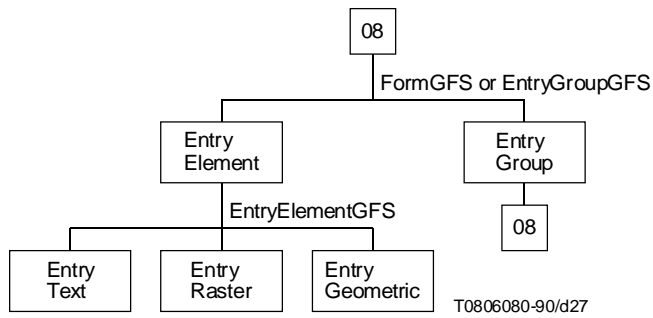 08
FormGFS or EntryGroupGFS
Entry
Element
Entry
Group
EntryElementGFS
08
Entry
Text
Entry
Raster
Entry
Geometric
T0806080-90/d27